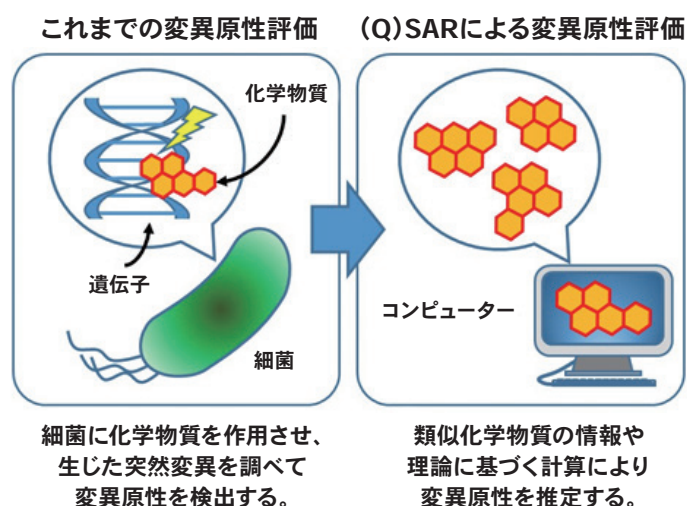 これまでの変異原性評価
(Q)SARによる変異原性評価
化学物質
遺伝子
細菌
コンピューター
細菌に化学物質を作用させ、
生じた突然変異を調べて
変異原性を検出する。
類似化学物質の情報や
理論に基づく計算により
変異原性を推定する。